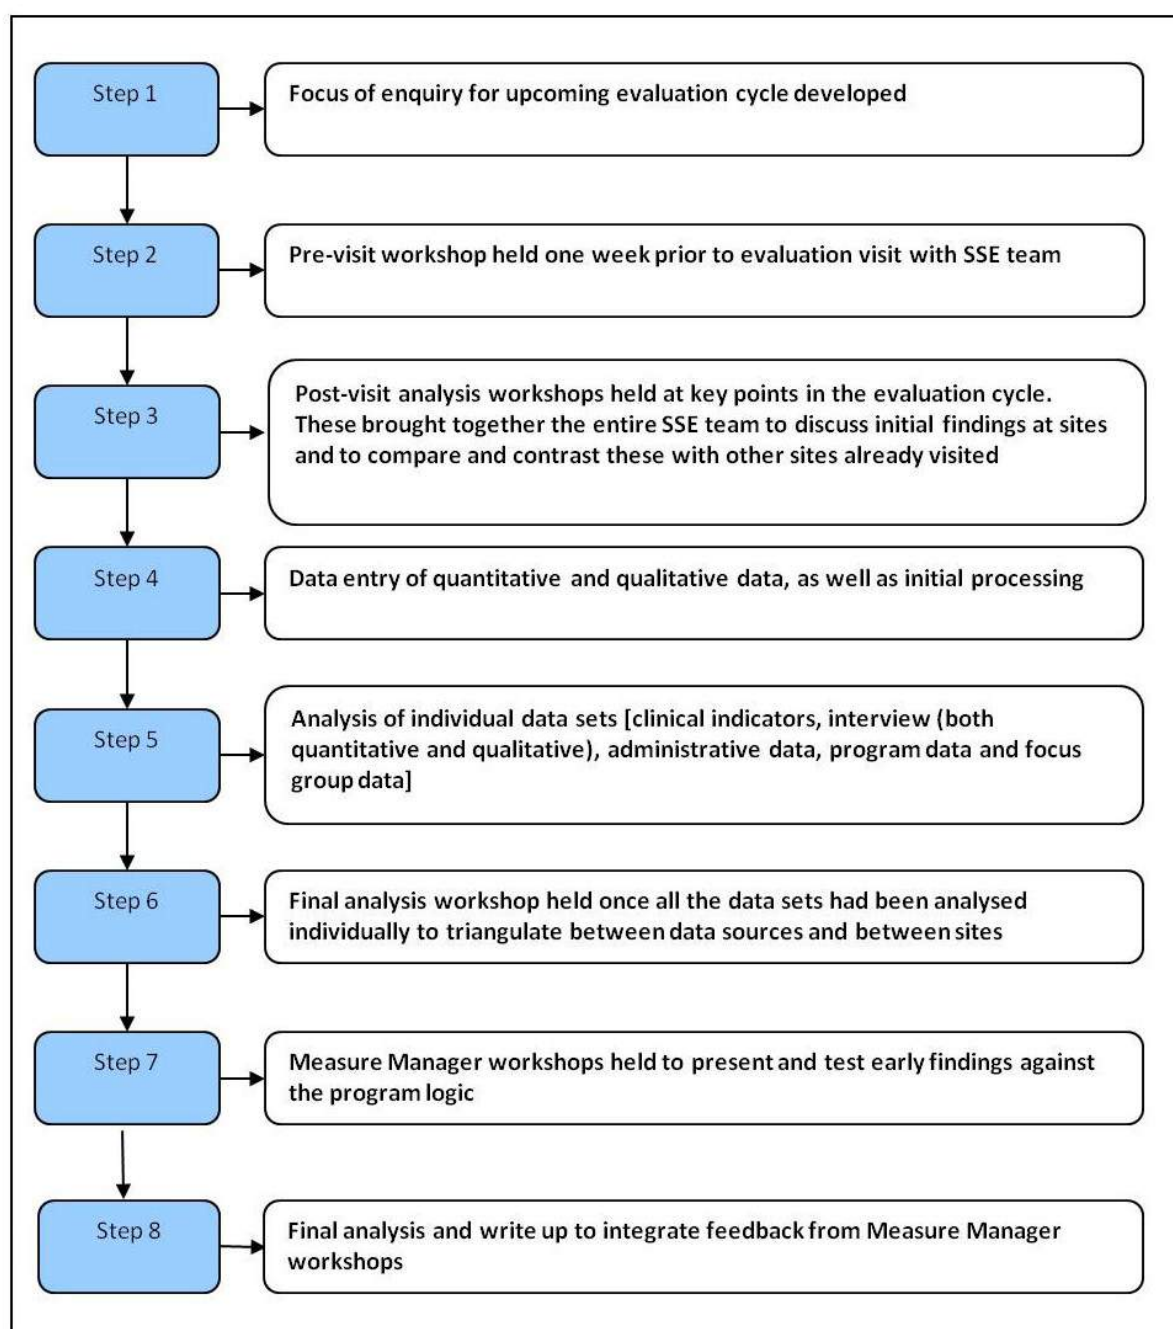 Step 1
Focus of enquiry for upcoming evaluation cycle developed
Step 2
Pre-visit workshop held one week prior to evaluation visit with SSE team
Step 3
Post-visit analysis workshops held at key points in the evaluation cycle.
These brought together the entire SSE team to discuss initial findings at sites
and to compare and contrast these with other sites already visited
Step 4
Data entry of quantitative and qualitative data, as well as initial processing
Step 5
Analysis of individual data sets [clinical indicators, interview (both
quantitative and qualitative), administrative data, program data and focus
group data]
Step 6
Final analysis workshop held once all the data sets had been analysed
individually to triangulate between data sources and between sites
Step 7
Measure Manager workshops held to present and test early findings against
the program logic
Step 8
Final analysis and write up to integrate feedback from Measure Manager
workshops